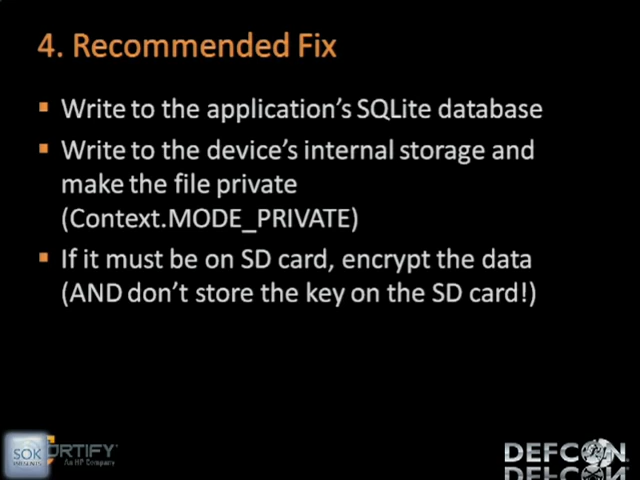 4. Recommended Fix
Write to the application's SQLite database
Write to the device's internal storage and
make the file private
(Context.MODE_PRIVATE)
If it must be on SD card, encrypt the data
(AND don't store the key on the SD card!)
SOK
PRESENTS
ORTIFY
An HP Company
DEFCON